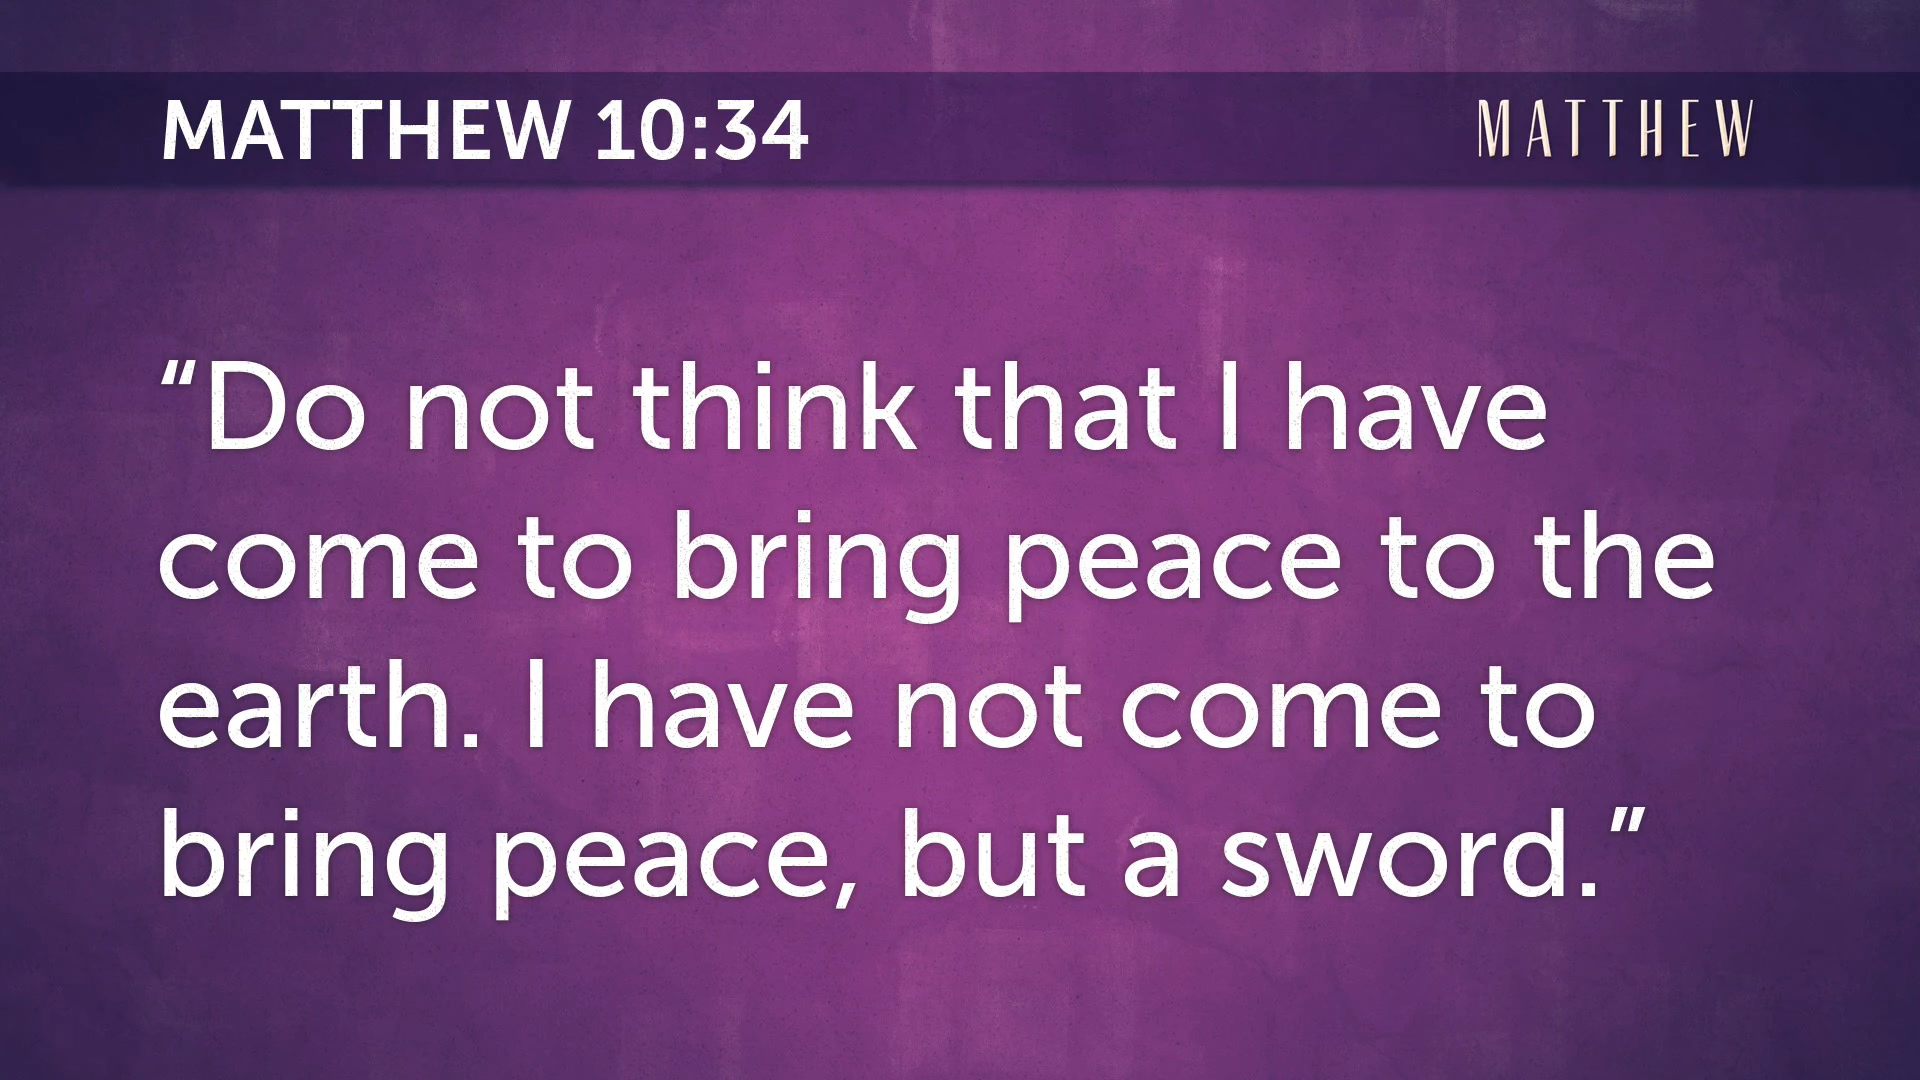 MATTHEW 10:34
MATTHEW
“Do not think that I have
come to bring peace to the
earth. I have not come to
bring peace, but a sword.”